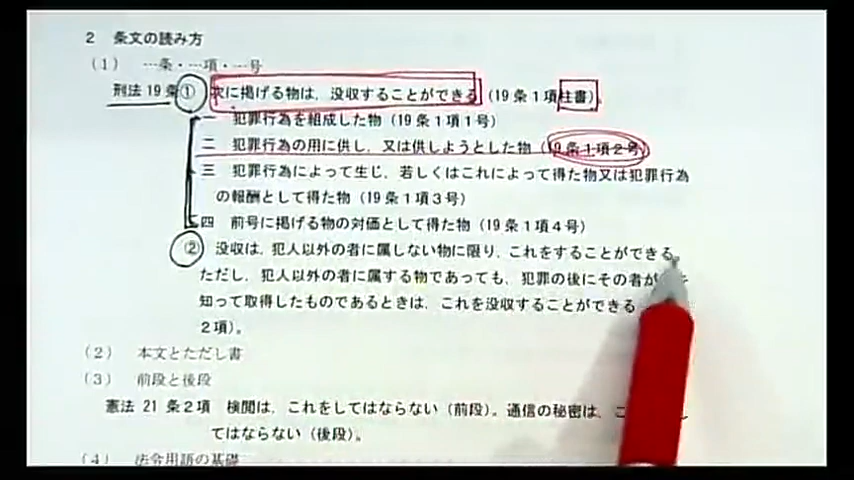 2 条文の読み方
(1) …条・…項・…号
刑法 19 条① 次に掲げる物は、没収することができる (19 条 1 項柱書)。
一 犯罪行為を組成した物 (19 条 1 項 1 号)
二 犯罪行為の用に供し、又は供しようとした物 (19 条 1 項 2 号)
三 犯罪行為によって生じ、若しくはこれによって得た物又は犯罪行為
の報酬として得た物 (19 条 1 項 3 号)
四 前号に掲げる物の対価として得た物 (19 条 1 項 4 号)
② 没収は、犯人以外の者に属しない物に限り、これをすることができる。
ただし、犯人以外の者に属する物であっても、犯罪の後にその者が
知って取得したものであるときは、これを没収することができる
2 項)。
(2) 本文とただし書
(3) 前段と後段
憲法 21 条 2 項 検閲は、これをしてはならない (前段)。通信の秘密は、こ
てはならない (後段)。
(4) 法令用語の基礎